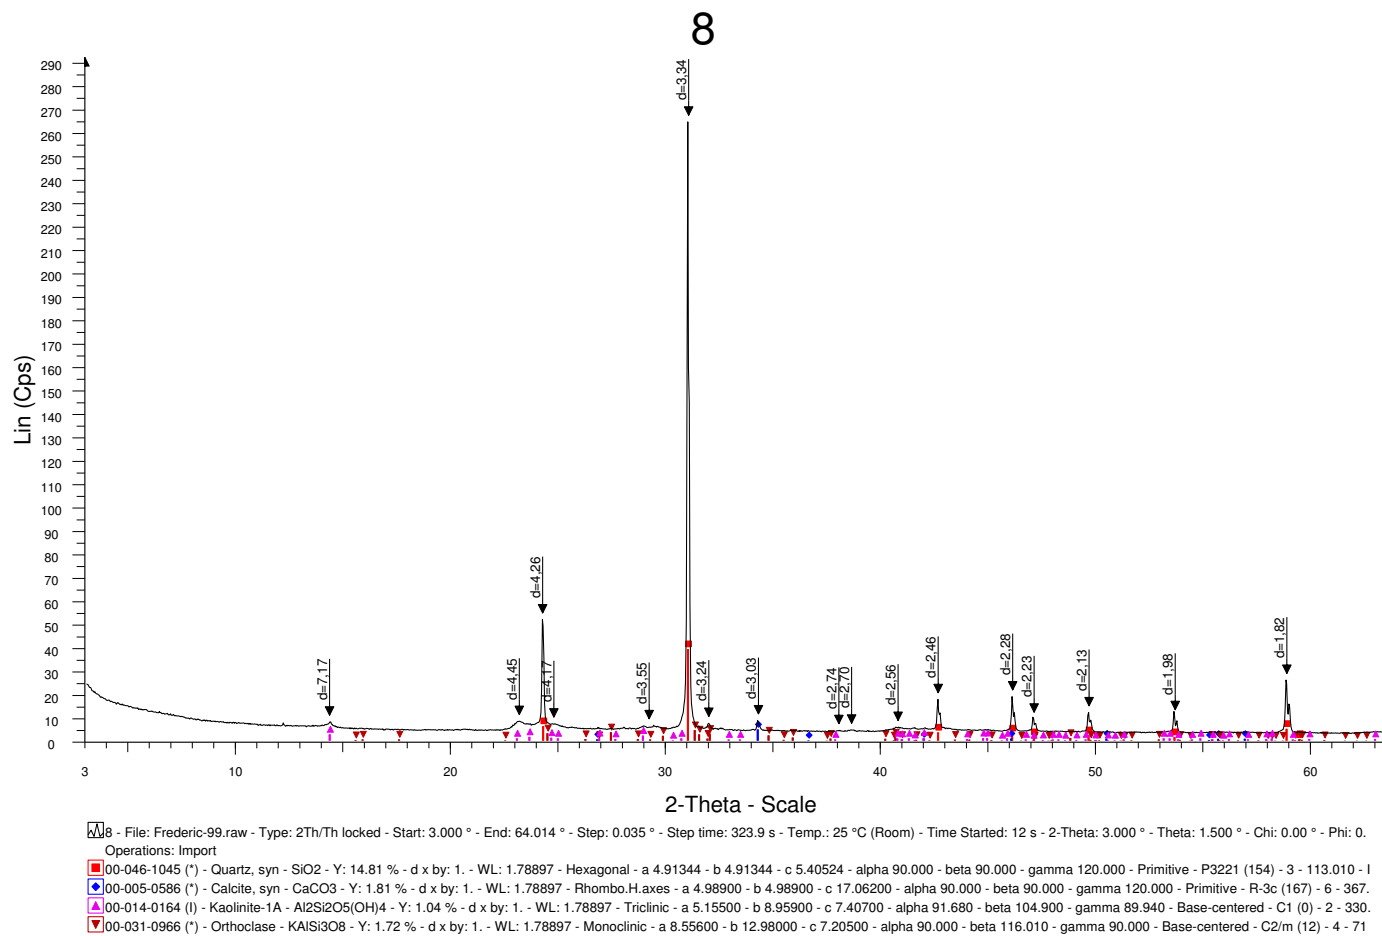 8
290
280
270
260
250
240
230
220
210
200
190
180
170
160
150
140
130
120
110
100
90
80
70
60
50
40
30
20
10
0
Lin (Cps)
d=7,17
d=4,45
d=4,26
d=4,17
d=3,55
d=3,34
d=3,24
d=3,03
d=2,74
d=2,70
d=2,56
d=2,46
d=2,28
d=2,23
d=2,13
d=1,98
d=1,82
3 10 20 30 40 50 60
2-Theta - Scale
8 - File: Frederic-99.raw - Type: 2Th/Th locked - Start: 3.000 ° - End: 64.014 ° - Step: 0.035 ° - Step time: 323.9 s - Temp.: 25 °C (Room) - Time Started: 12 s - 2-Theta: 3.000 ° - Theta: 1.500 ° - Chi: 0.00 ° - Phi: 0.
Operations: Import
00-046-1045 (*) - Quartz, syn - SiO2 - Y: 14.81 % - d x by: 1. - WL: 1.78897 - Hexagonal - a 4.91344 - b 4.91344 - c 5.40524 - alpha 90.000 - beta 90.000 - gamma 120.000 - Primitive - P3221 (154) - 3 - 113.010 - I
00-005-0586 (*) - Calcite, syn - CaCO3 - Y: 1.81 % - d x by: 1. - WL: 1.78897 - Rhombo.H.axes - a 4.98900 - b 4.98900 - c 17.06200 - alpha 90.000 - beta 90.000 - gamma 120.000 - Primitive - R-3c (167) - 6 - 367.
00-014-0164 (I) - Kaolinite-1A - Al2Si2O5(OH)4 - Y: 1.04 % - d x by: 1. - WL: 1.78897 - Triclinic - a 5.15500 - b 8.95900 - c 7.40700 - alpha 91.680 - beta 104.900 - gamma 89.940 - Base-centered - C1 (0) - 2 - 330.
00-031-0966 (*) - Orthoclase - KAlSi3O8 - Y: 1.72 % - d x by: 1. - WL: 1.78897 - Monoclinic - a 8.55600 - b 12.98000 - c 7.20500 - alpha 90.000 - beta 116.010 - gamma 90.000 - Base-centered - C2/m (12) - 4 - 71